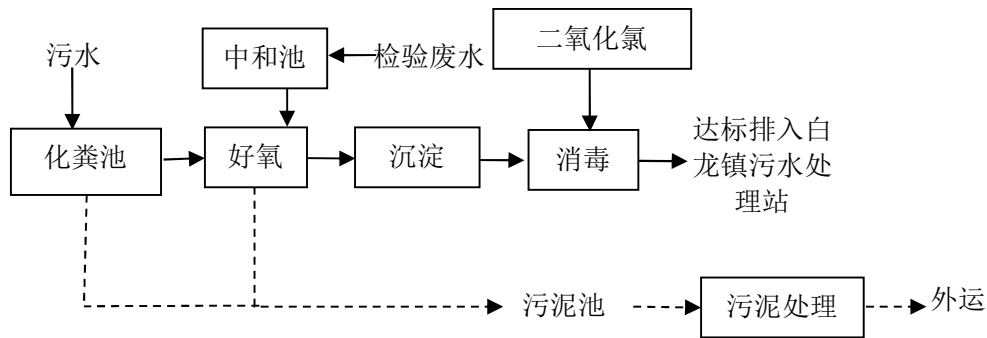 污水
中和池
检验废水
二氧化氯
化粪池
好氧
沉淀
消毒
达标排入白
龙镇污水处
理站
污泥池
污泥处理
外运